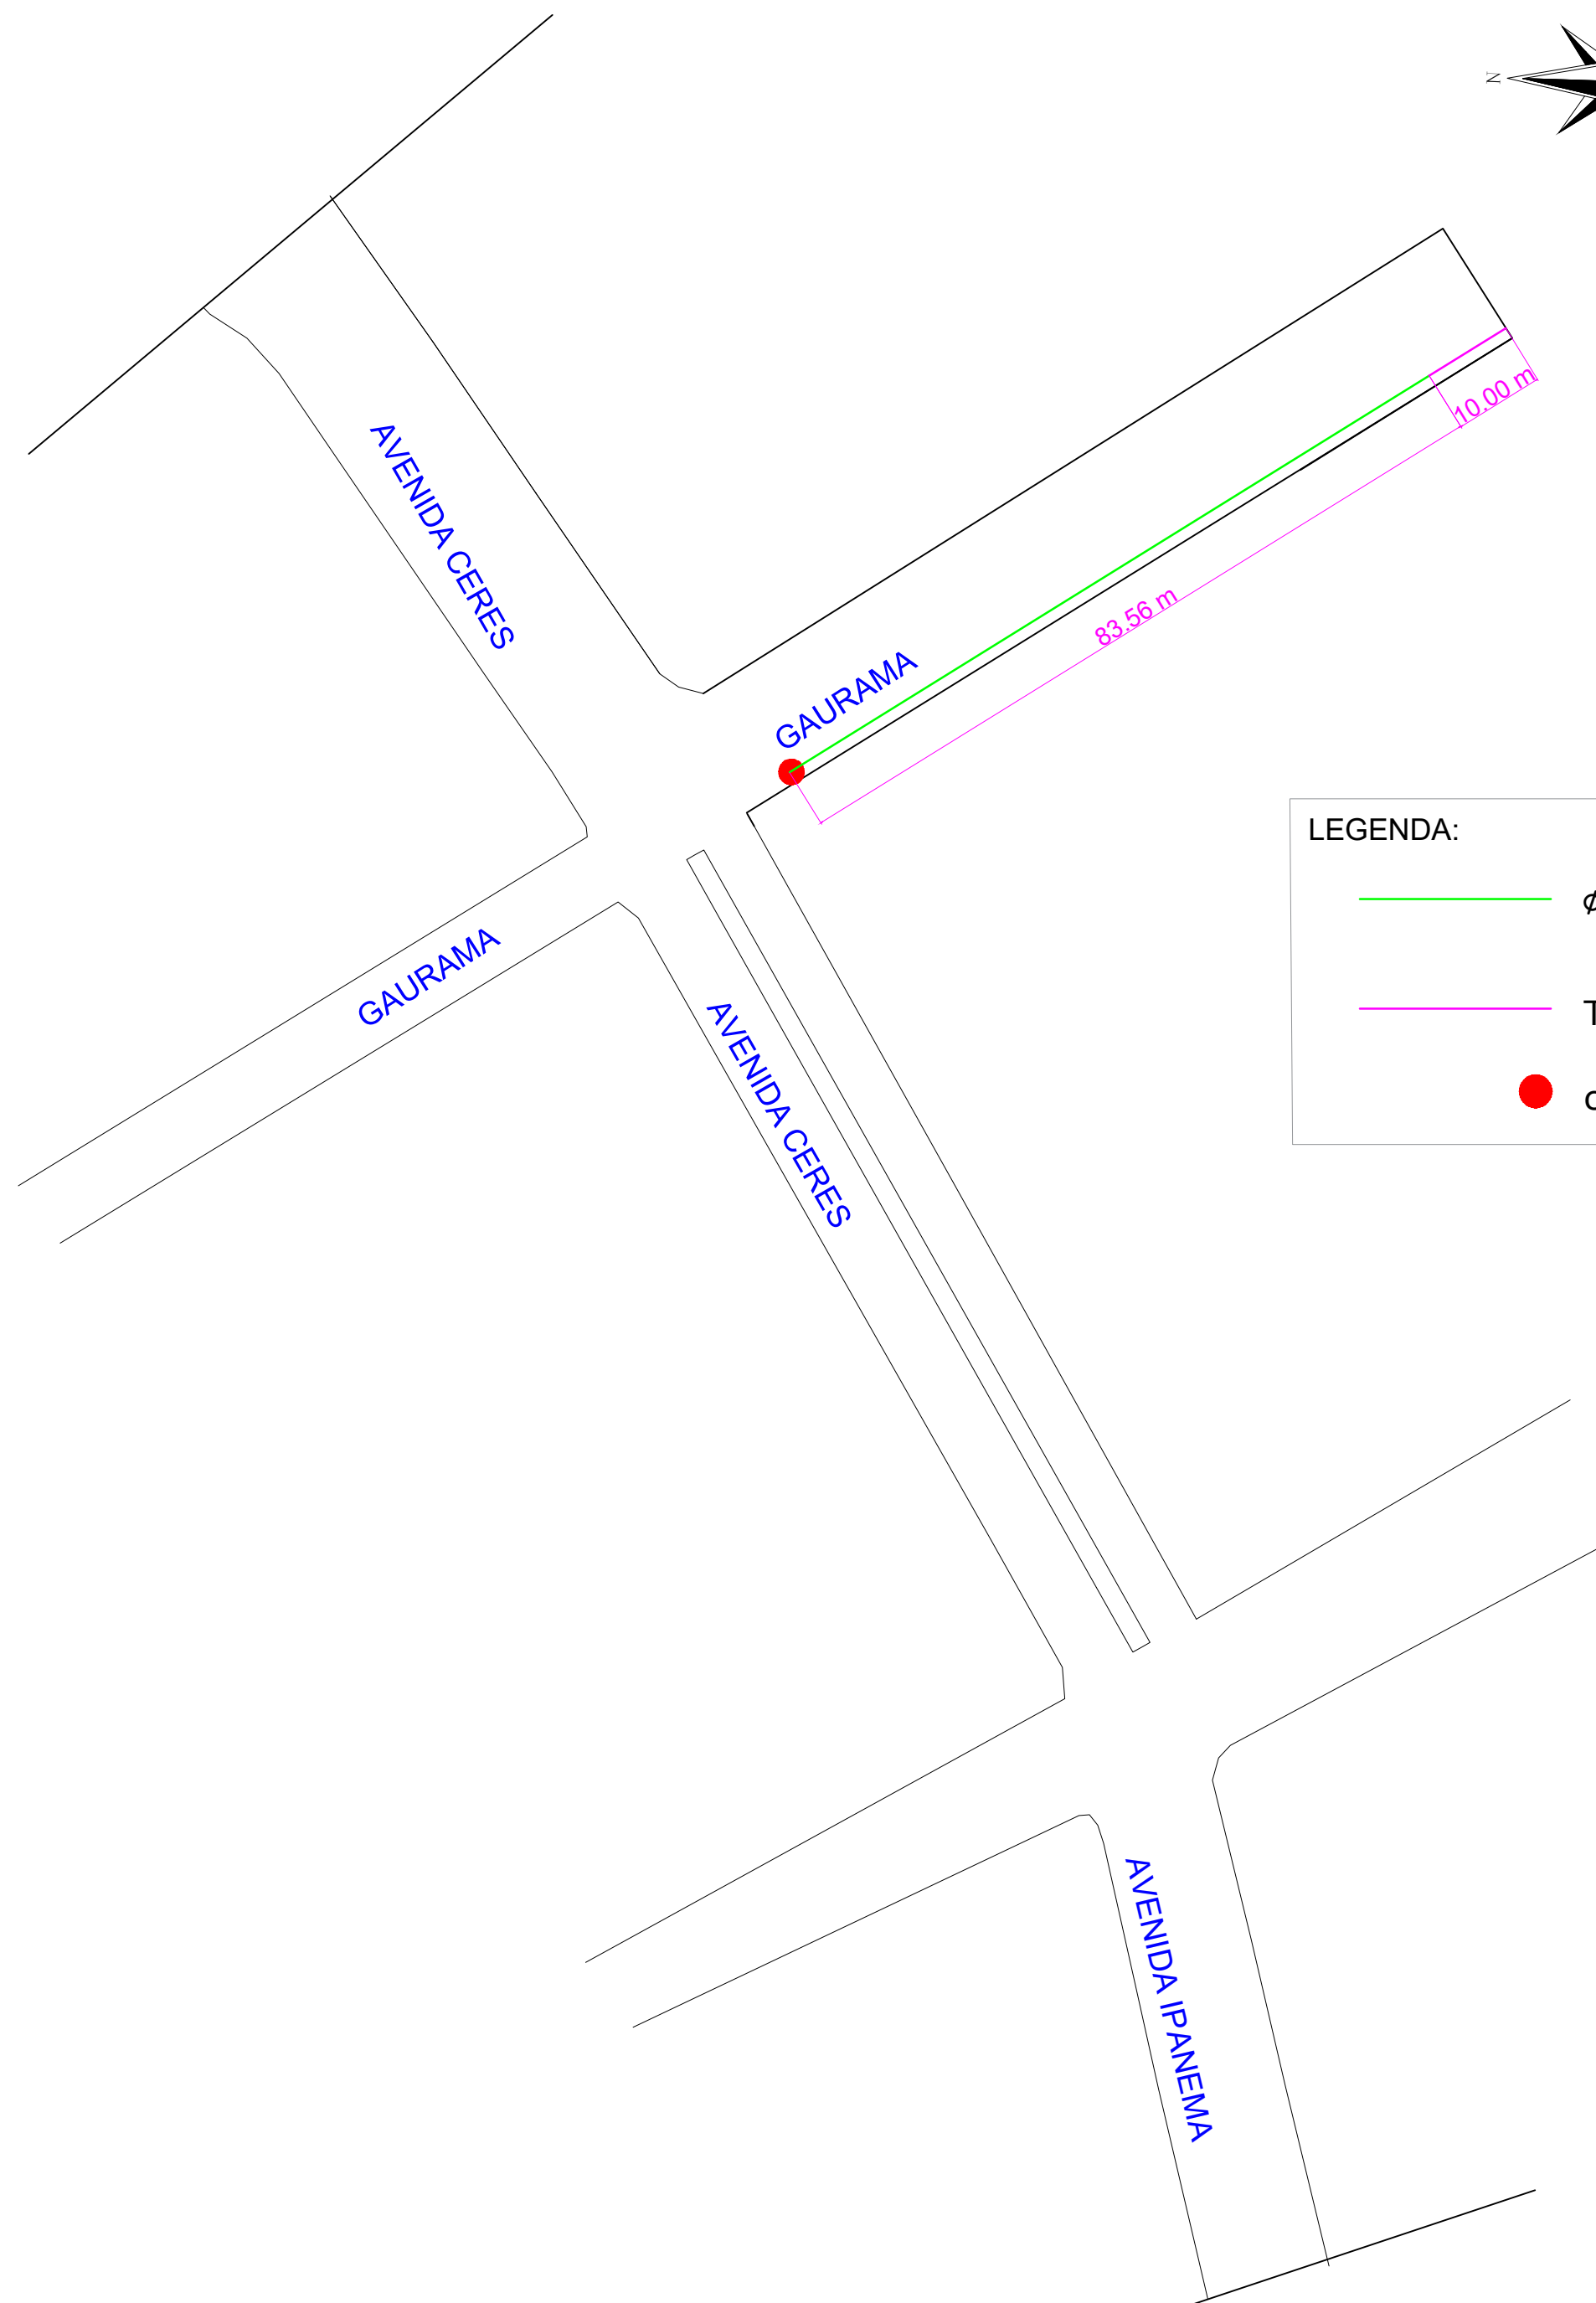 N
AVENIDA CERES
10.00 m
83.56 m
GAURAMA
LEGENDA:
ø
GAURAMA
T
AVENIDA CERES
AVENIDA IPANEMA